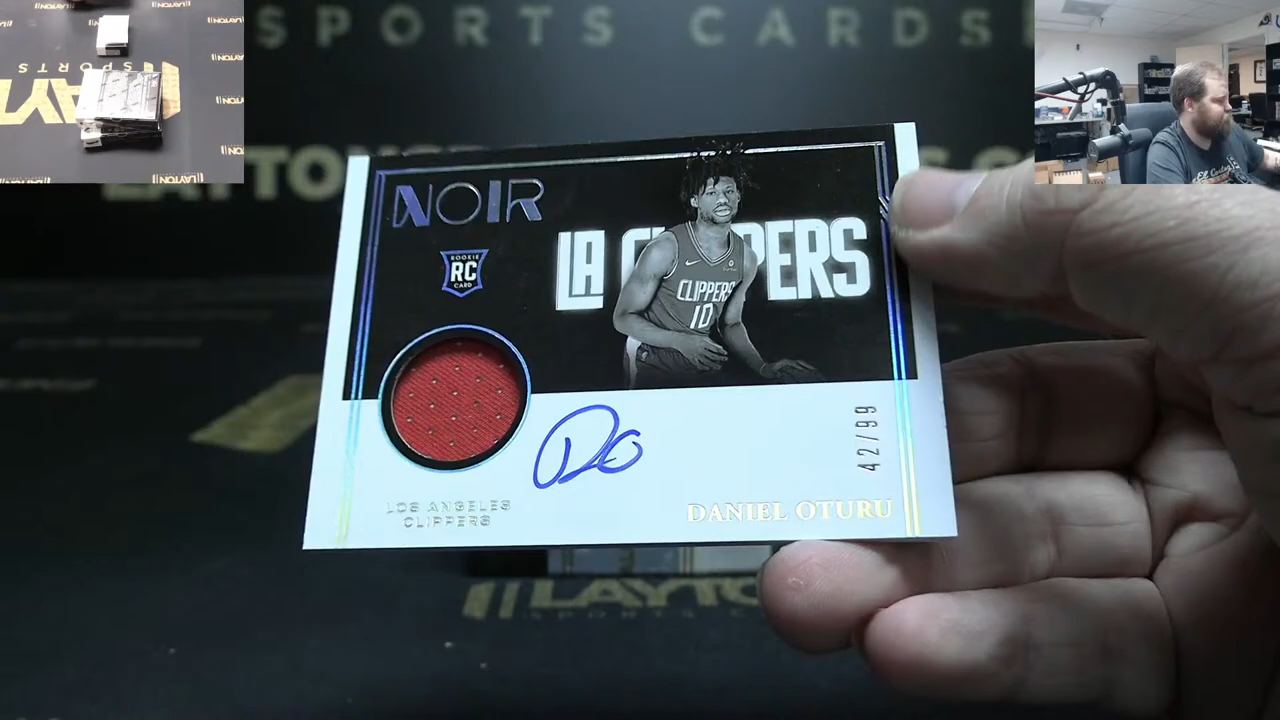 SPORTS CARDS
LAYTON
NOIR
ROOKIE
RC
CARD
LA CLIPPERS
CLIPPERS
10
42/99
LOS ANGELES
CLIPPERS
DANIEL OTURU
LAYTO
SPORTS